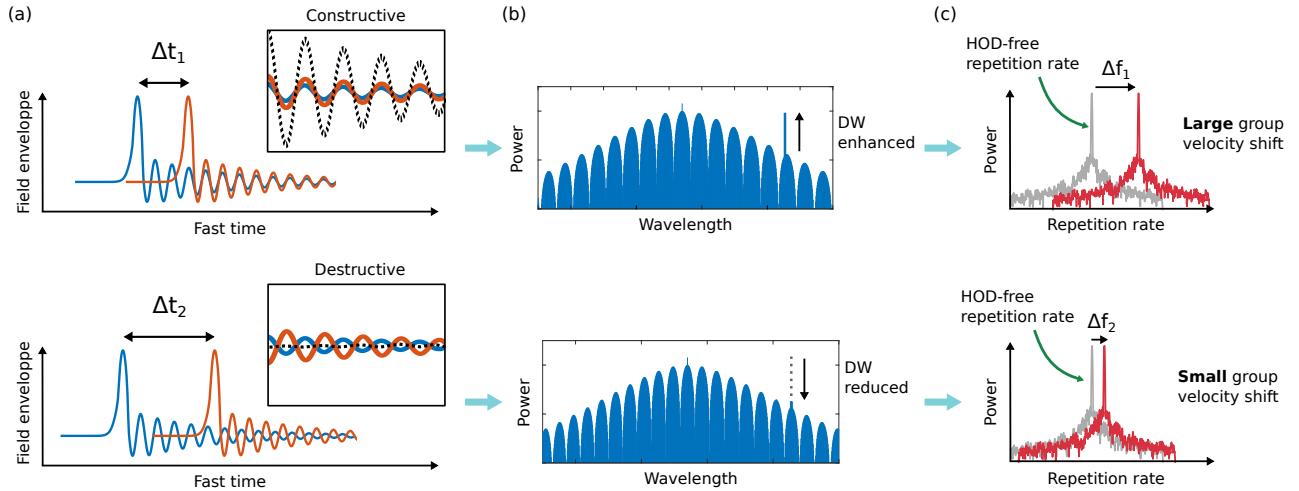 (a)
Constructive
Δt₁
Field enveloppe
Fast time
(b)
Power
Wavelength
DW
enhanced
(c)
HOD-free
repetition rate
Δf₁
Power
Repetition rate
Large group
velocity shift
Destructive
Δt₂
Field enveloppe
Fast time
Power
Wavelength
DW
reduced
HOD-free
repetition rate
Δf₂
Power
Repetition rate
Small group
velocity shift